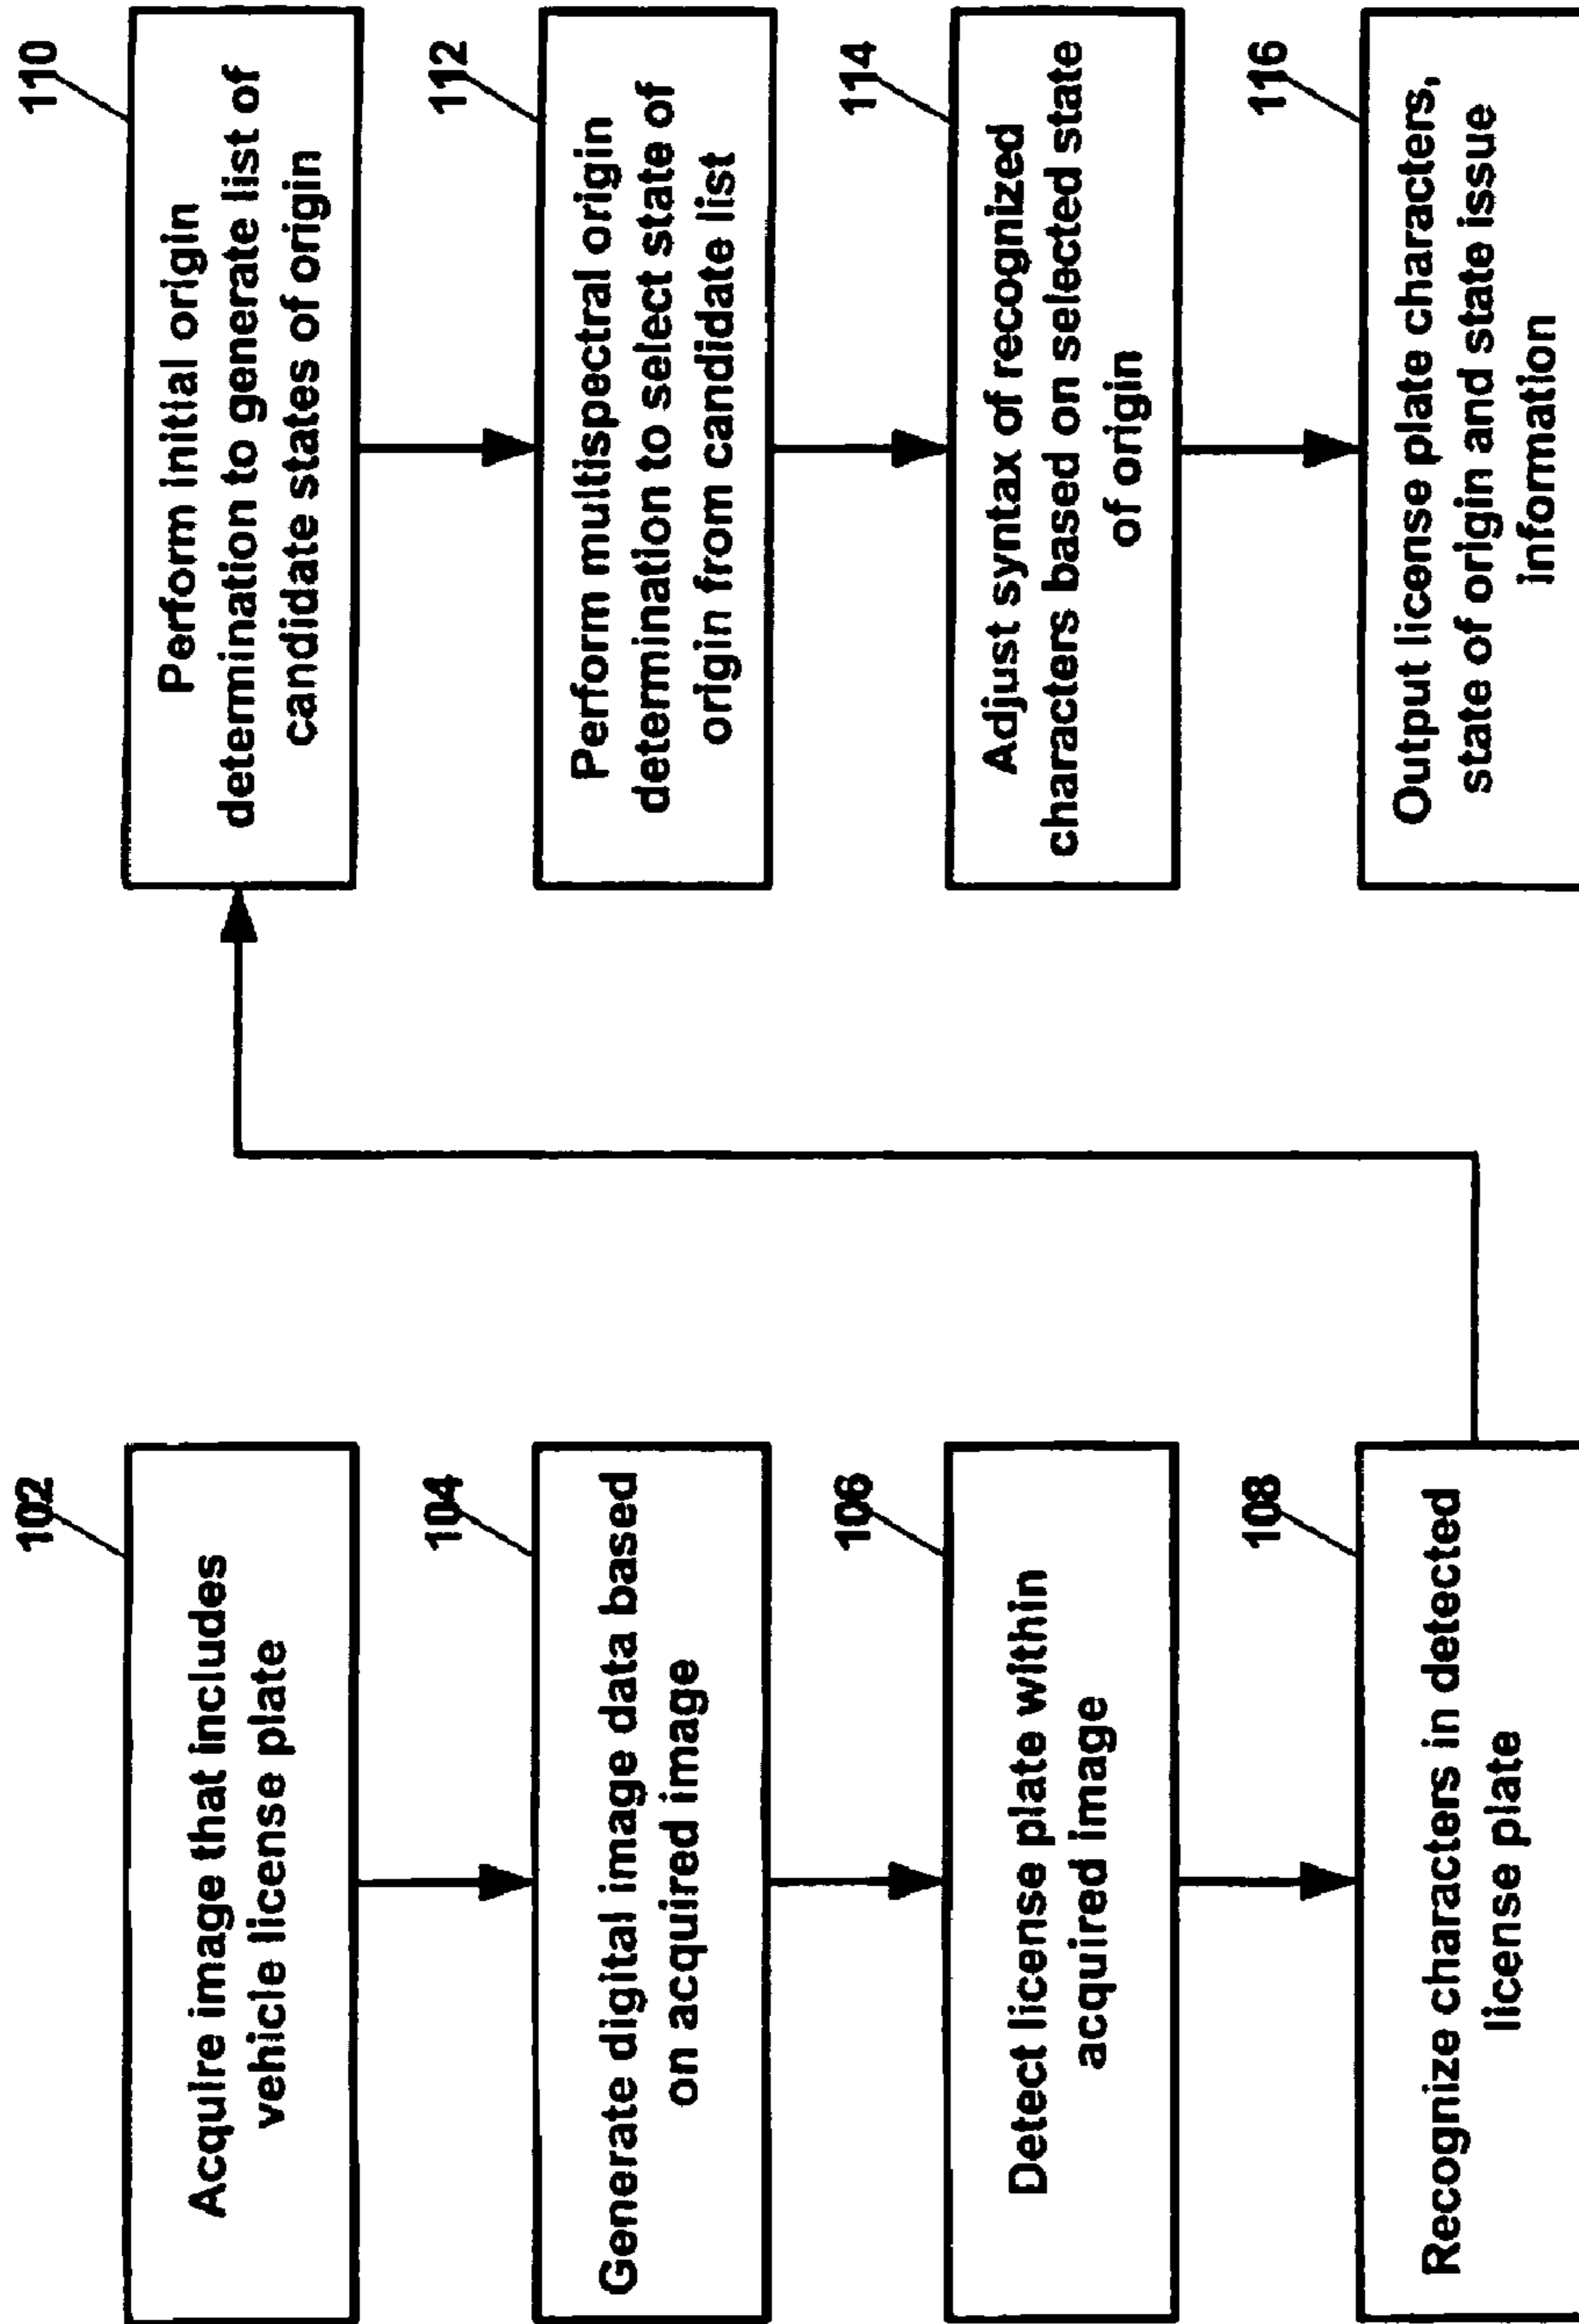 102
Acquire image that includes
vehicle license plate
104
Generate digital image data based
on acquired image
106
Detect license plate within
acquired image
108
Recognize characters in detected
license plate
110
Perform initial origin
determination to generate list of
candidate states of origin
112
Perform multispectral origin
determination to select state of
origin from candidate list
114
Adjust syntax of recognized
characters based on selected state
of origin
116
Output license plate characters,
state of origin and state issue
information